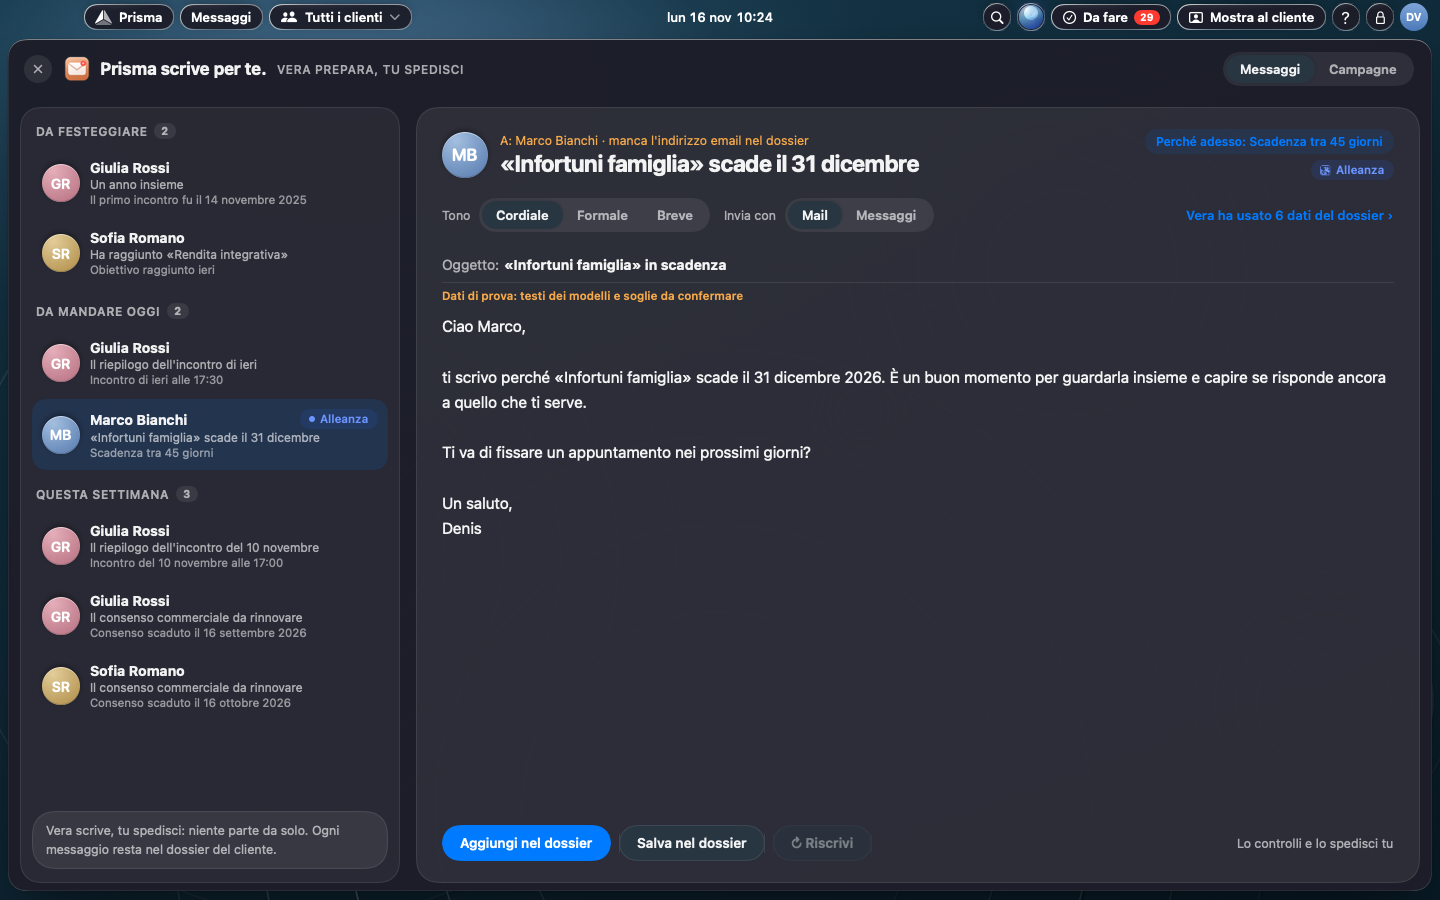 Prisma
Messaggi
Tutti i clienti
lun 16 nov 10:24
Da fare 29
Mostra al cliente
?
DV
Prisma scrive per te. VERA PREPARA, TU SPEDISCI
Messaggi
Campagne
DA FESTEGGIARE 2
GR
Giulia Rossi
Un anno insieme
Il primo incontro fu il 14 novembre 2025
SR
Sofia Romano
Ha raggiunto «Rendita integrativa»
Obiettivo raggiunto ieri
DA MANDARE OGGI 2
GR
Giulia Rossi
Il riepilogo dell'incontro di ieri
Incontro di ieri alle 17:30
MB
Marco Bianchi
Alleanza
«Infortuni famiglia» scade il 31 dicembre
Scadenza tra 45 giorni
QUESTA SETTIMANA 3
GR
Giulia Rossi
Il riepilogo dell'incontro del 10 novembre
Incontro del 10 novembre alle 17:00
GR
Giulia Rossi
Il consenso commerciale da rinnovare
Consenso scaduto il 16 settembre 2026
SR
Sofia Romano
Il consenso commerciale da rinnovare
Consenso scaduto il 16 ottobre 2026
Vera scrive, tu spedisci: niente parte da solo. Ogni
messaggio resta nel dossier del cliente.
MB
A: Marco Bianchi · manca l'indirizzo email nel dossier
«Infortuni famiglia» scade il 31 dicembre
Perché adesso: Scadenza tra 45 giorni
Alleanza
Tono
Cordiale
Formale
Breve
Invia con
Mail
Messaggi
Vera ha usato 6 dati del dossier ›
Oggetto: «Infortuni famiglia» in scadenza
Dati di prova: testi dei modelli e soglie da confermare
Ciao Marco,
ti scrivo perché «Infortuni famiglia» scade il 31 dicembre 2026. È un buon momento per guardarla insieme e capire se risponde ancora
a quello che ti serve.
Ti va di fissare un appuntamento nei prossimi giorni?
Un saluto,
Denis
Aggiungi nel dossier
Salva nel dossier
Riscrivi
Lo controlli e lo spedisci tu